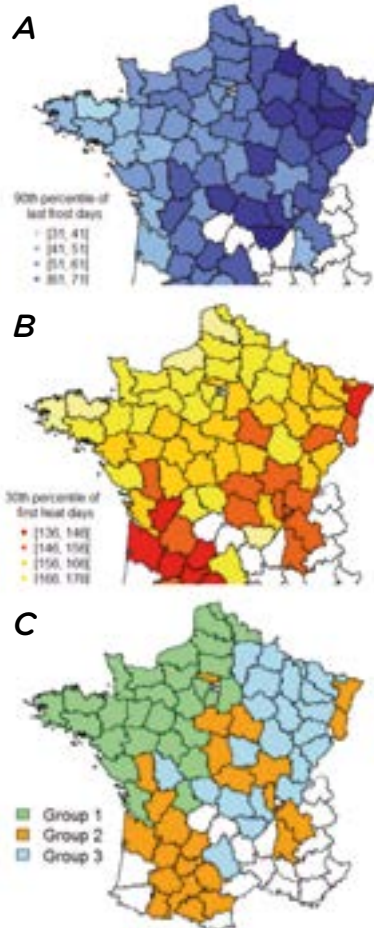 A
90th percentile of
last frost days
[31, 41]
[41, 51]
[51, 61]
[61, 71]
B
30th percentile of
first heat days
[136, 146]
[146, 156]
[156, 166]
[166, 176]
C
Group 1
Group 2
Group 3